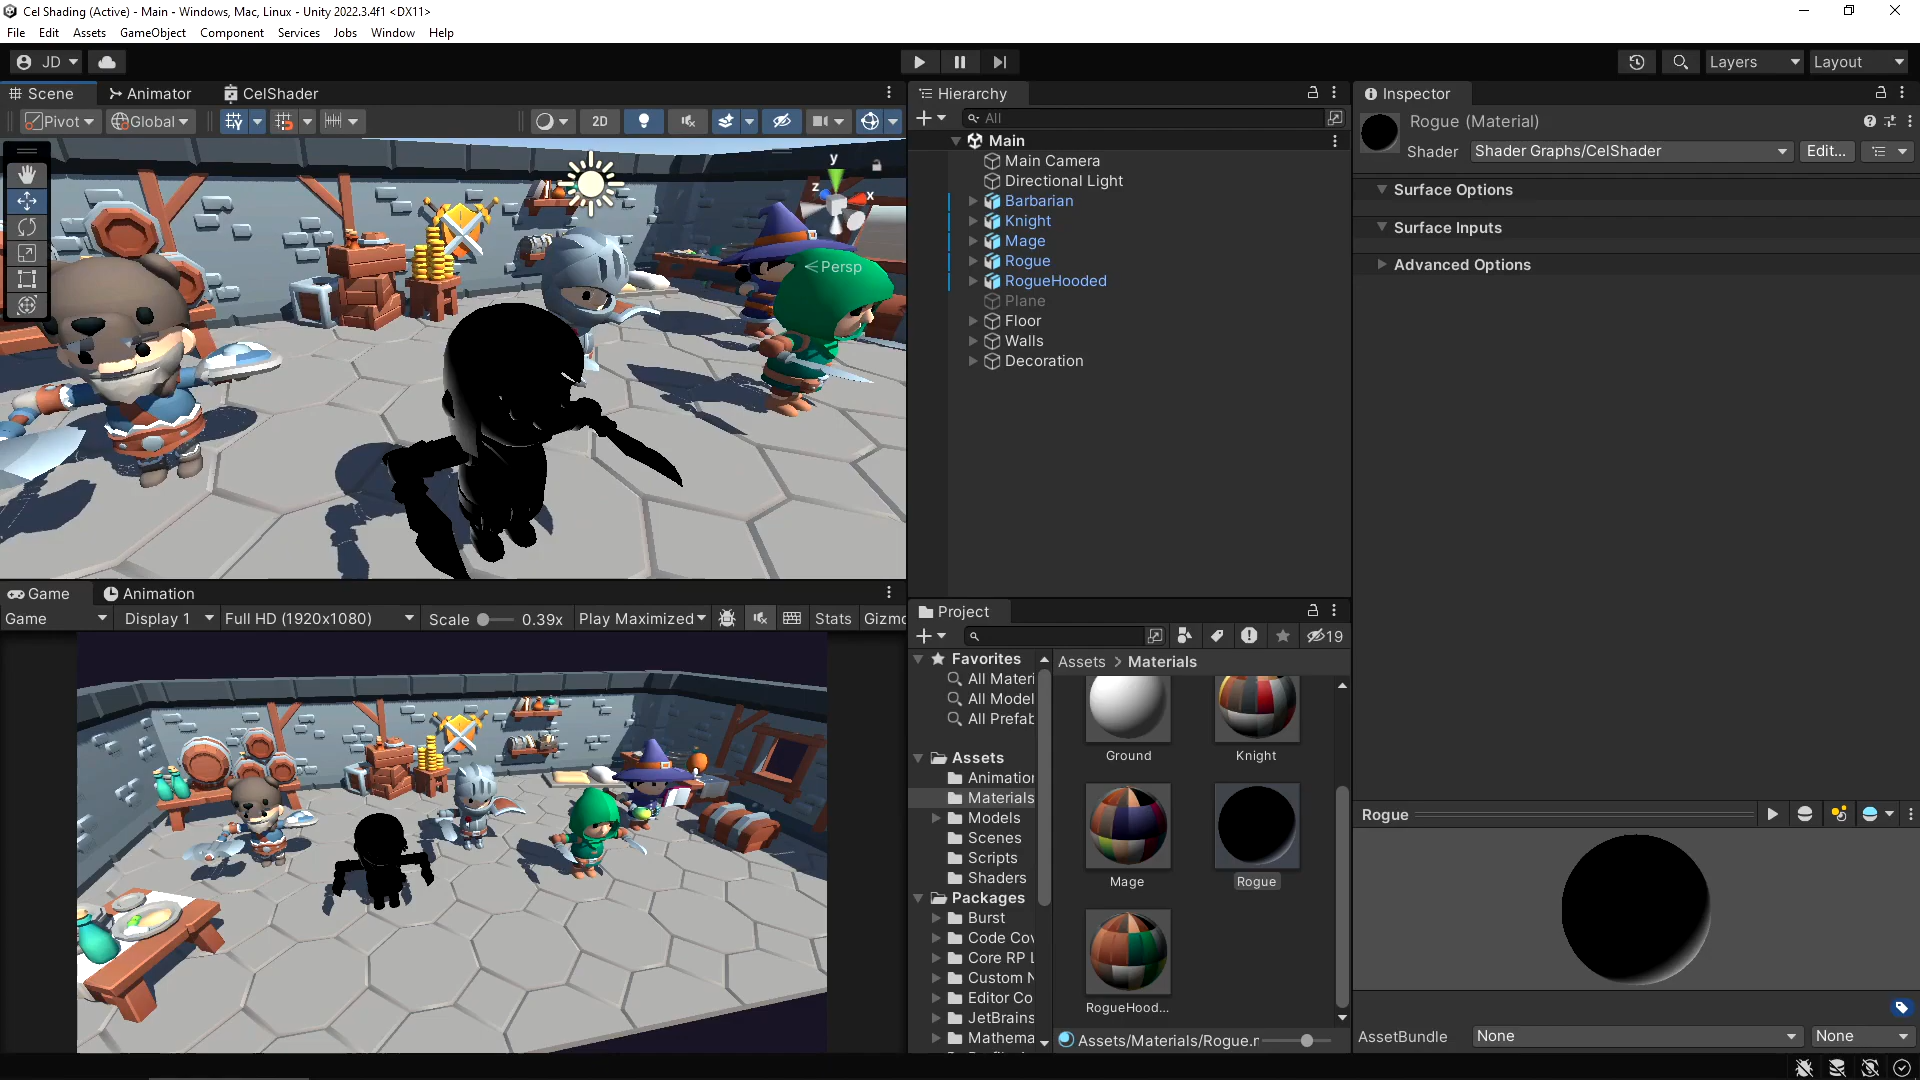 Cel Shading (Active) - Main - Windows, Mac, Linux - Unity 2022.3.4f1 <DX11>
File Edit Assets GameObject Component Services Jobs Window Help
JD
Layers
Layout
Scene
Animator
CelShader
Pivot
Global
2D
y
z
x
Persp
Game
Animation
Game
Display 1
Full HD (1920x1080)
Scale
0.39x
Play Maximized
Stats
Gizmo
Hierarchy
All
Main
Main Camera
Directional Light
Barbarian
Knight
Mage
Rogue
RogueHooded
Plane
Floor
Walls
Decoration
Project
19
Favorites
All Materi
All Model
All Prefab
Assets
Animation
Materials
Models
Scenes
Scripts
Shaders
Packages
Burst
Code Cov
Core RP L
Custom N
Editor Co
JetBrains
Mathema
Assets > Materials
Ground
Knight
Mage
Rogue
RogueHood...
Assets/Materials/Rogue.r
Inspector
Rogue (Material)
Shader
Shader Graphs/CelShader
Edit...
Surface Options
Surface Inputs
Advanced Options
Rogue
AssetBundle
None
None